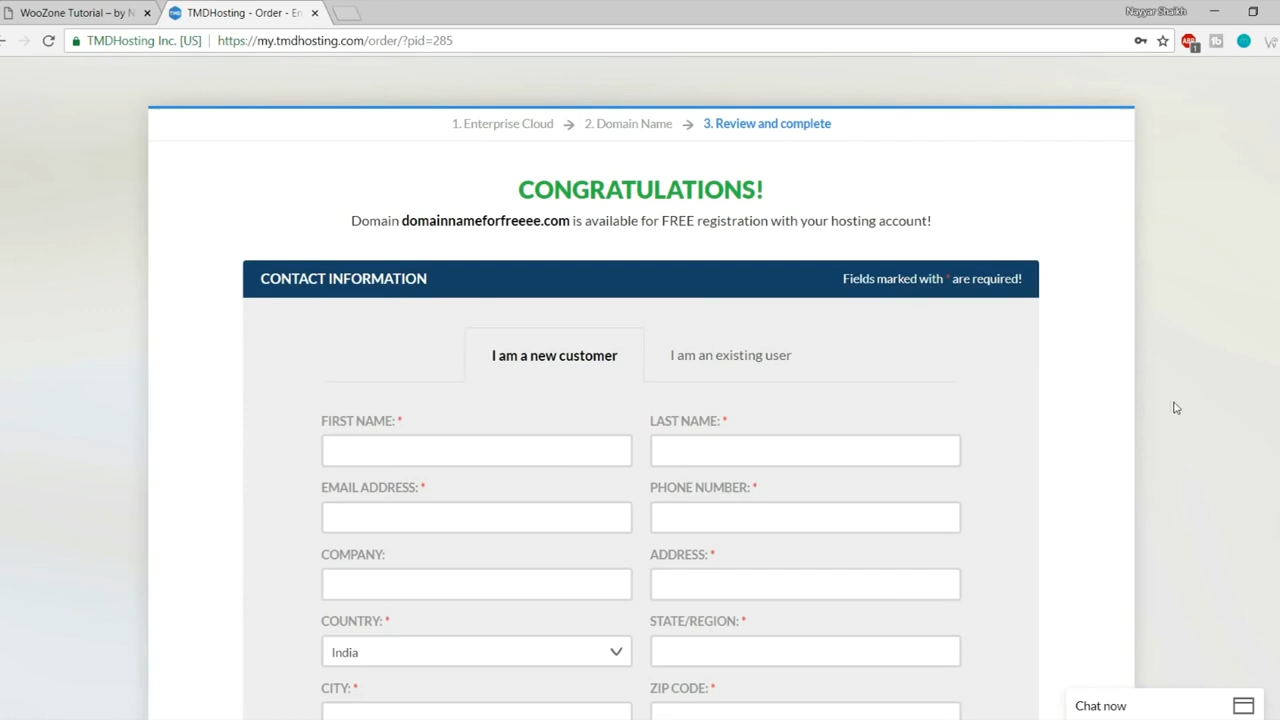 WooZone Tutorial – by N
TMDHosting - Order - En
Nayyar Shaikh
TMDHosting Inc. [US]
https://my.tmdhosting.com/order/?pid=285
1. Enterprise Cloud → 2. Domain Name → 3. Review and complete
CONGRATULATIONS!
Domain domainnameforfreeee.com is available for FREE registration with your hosting account!
CONTACT INFORMATION
Fields marked with * are required!
I am a new customer
I am an existing user
FIRST NAME: *
LAST NAME: *
EMAIL ADDRESS: *
PHONE NUMBER: *
COMPANY:
ADDRESS: *
COUNTRY: *
STATE/REGION: *
India
CITY: *
ZIP CODE: *
Chat now